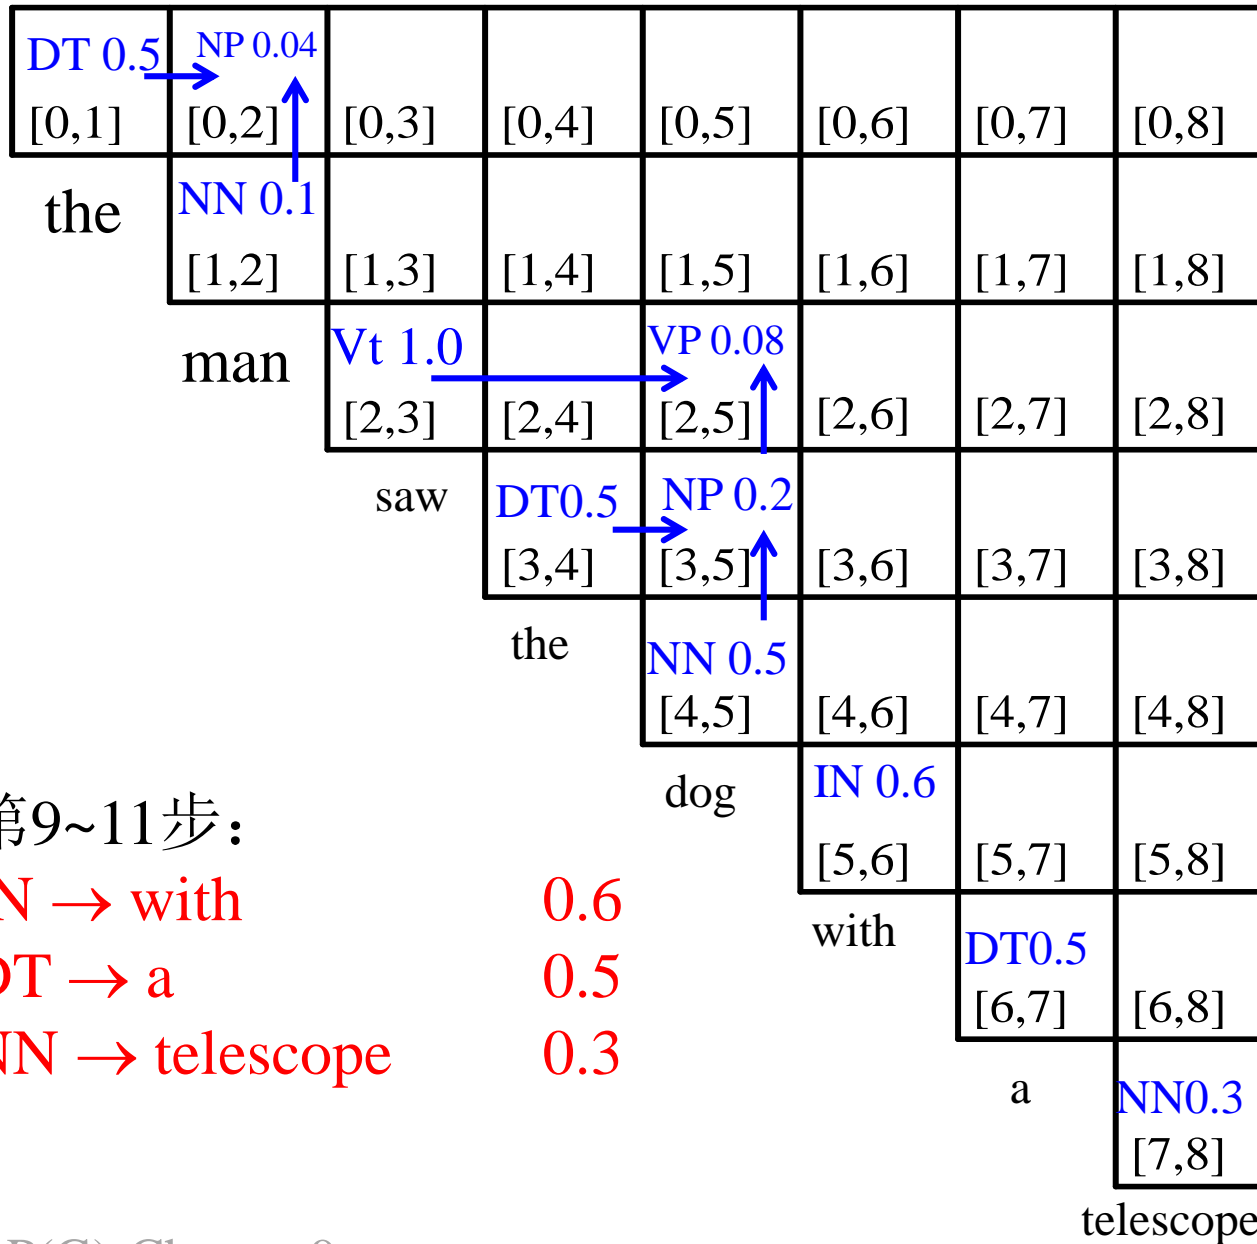 DT 0.5 NP 0.04
[0,1] [0,2] [0,3] [0,4] [0,5] [0,6] [0,7] [0,8]
the NN 0.1
[1,2] [1,3] [1,4] [1,5] [1,6] [1,7] [1,8]
man Vt 1.0 VP 0.08
[2,3] [2,4] [2,5] [2,6] [2,7] [2,8]
saw DT0.5 NP 0.2
[3,4] [3,5] [3,6] [3,7] [3,8]
the NN 0.5
[4,5] [4,6] [4,7] [4,8]
dog IN 0.6
第9~11步：
[5,6] [5,7] [5,8]
N → with 0.6
with DT0.5
DT → a 0.5
[6,7] [6,8]
NN → telescope 0.3
a NN0.3
[7,8]
telescope